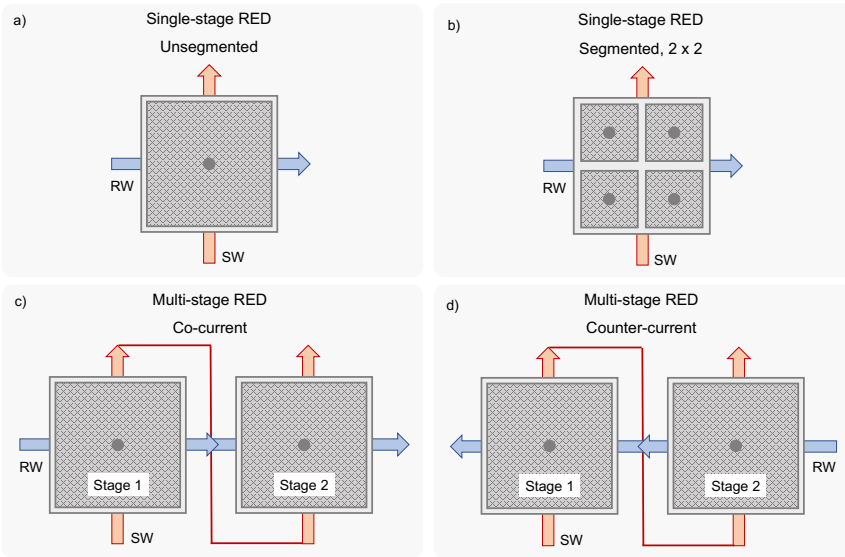 a)
Single-stage RED
Unsegmented
RW
SW
b)
Single-stage RED
Segmented, 2 x 2
RW
SW
c)
Multi-stage RED
Co-current
RW
Stage 1
Stage 2
SW
d)
Multi-stage RED
Counter-current
Stage 1
Stage 2
RW
SW